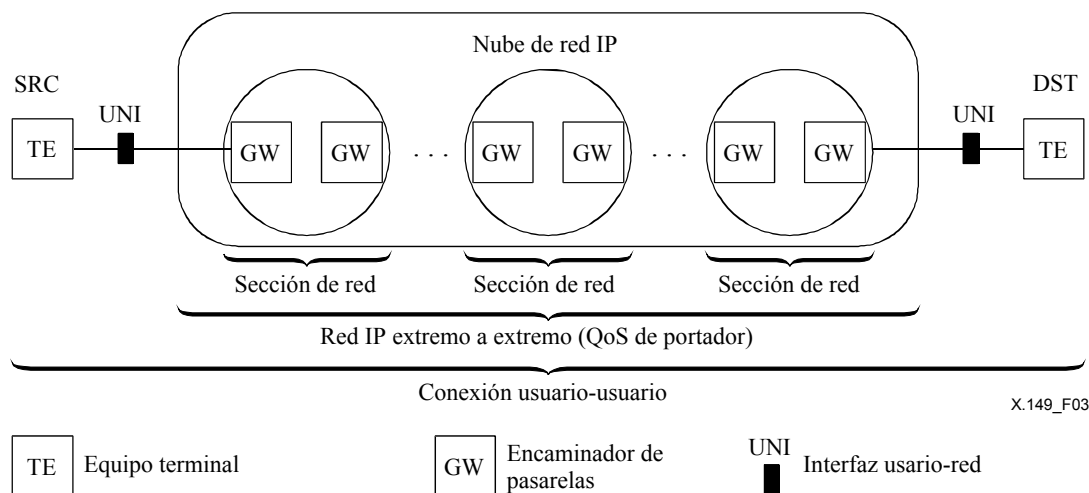 Nube de red IP
SRC
DST
UNI
UNI
TE
GW
GW
. . .
GW
GW
. . .
GW
GW
TE
Sección de red
Sección de red
Sección de red
Red IP extremo a extremo (QoS de portador)
Conexión usuario-usuario
X.149_F03
TE
Equipo terminal
GW
Encaminador de
pasarelas
UNI
Interfaz usario-red